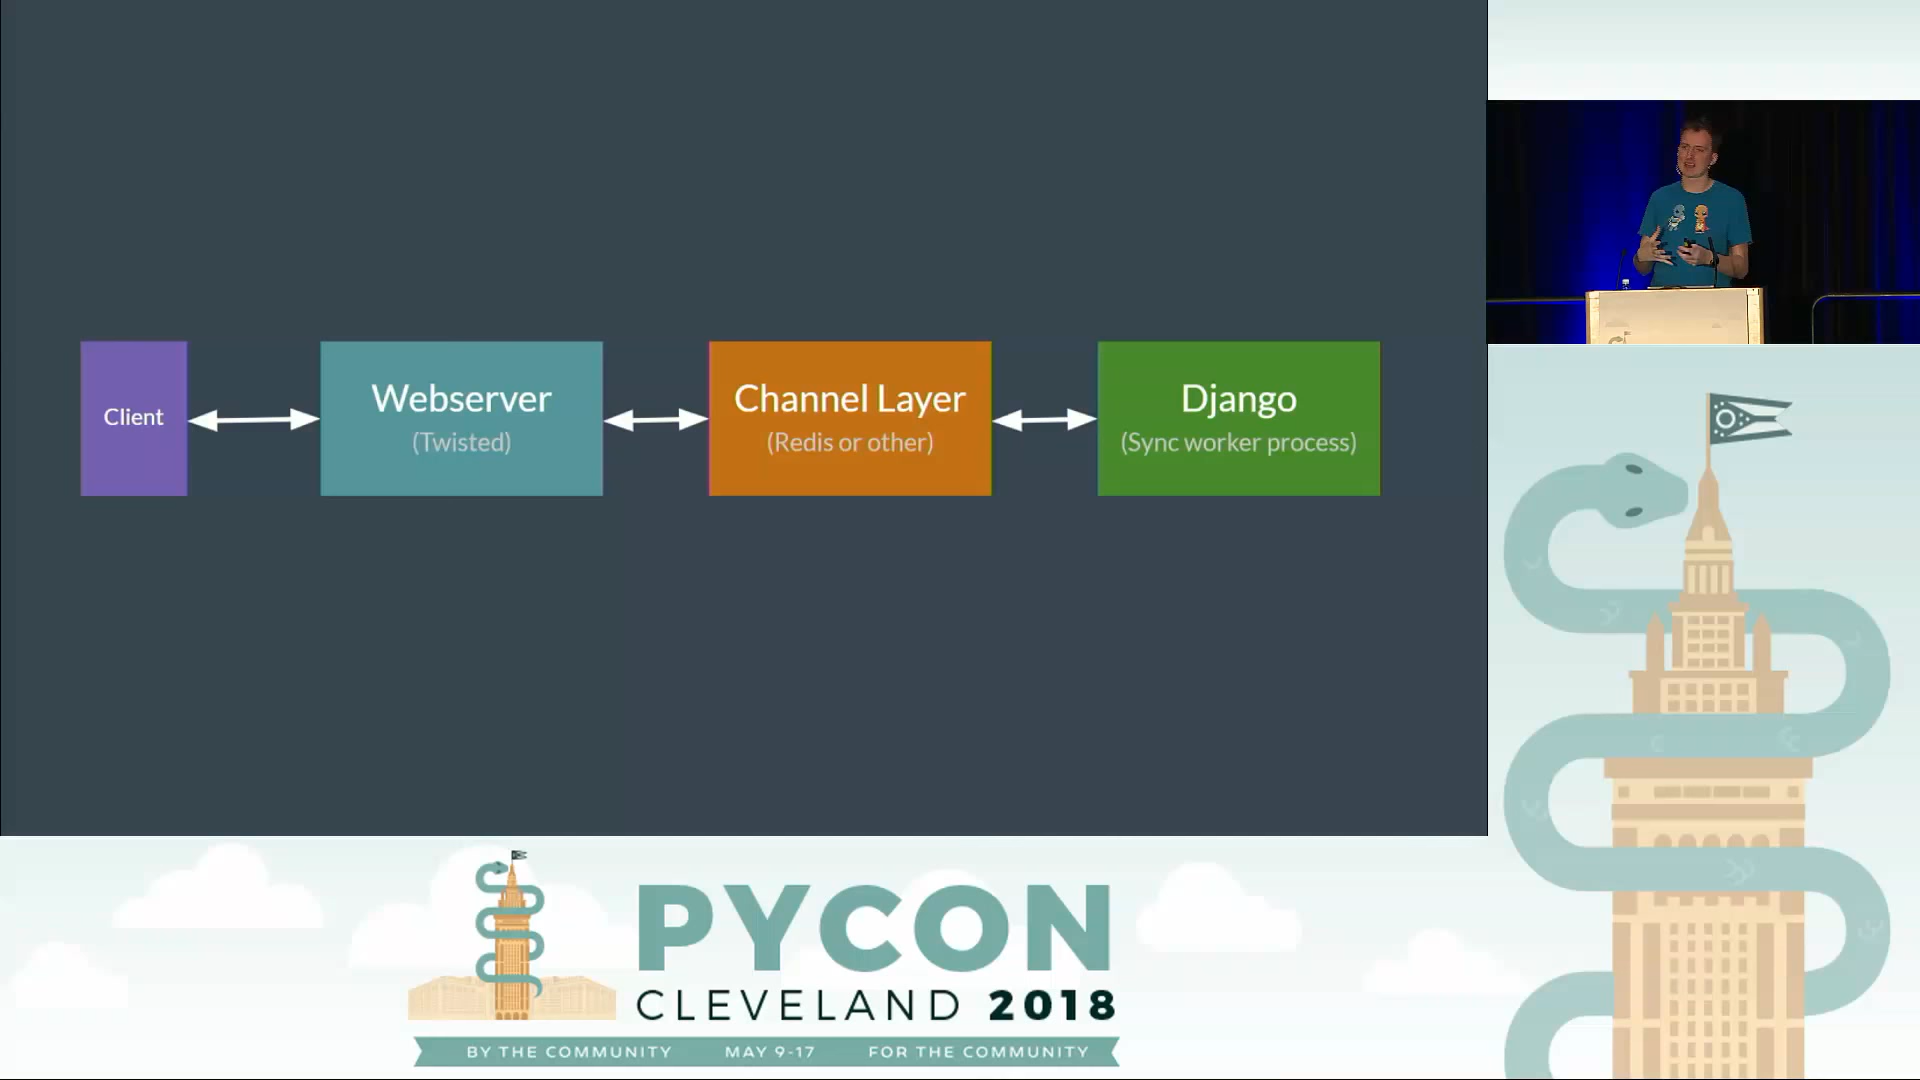 Client
Webserver
(Twisted)
Channel Layer
(Redis or other)
Django
(Sync worker process)
PYCON
CLEVELAND 2018
BY THE COMMUNITY MAY 9-17 FOR THE COMMUNITY